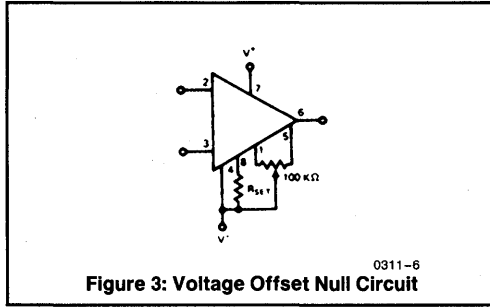 V+
7
2
6
3
5
1
4
8
100 KΩ
RSET
V-
0311-6
Figure 3: Voltage Offset Null Circuit